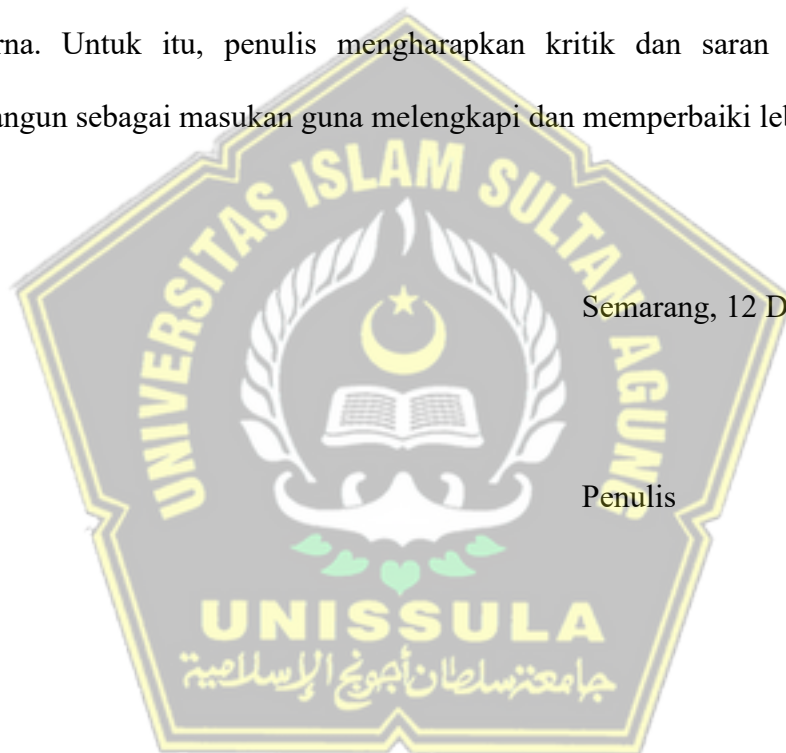 rna. Untuk itu, penulis mengharapkan kritik dan saran
angun sebagai masukan guna melengkapi dan memperbaiki leb
UNIVERSITAS ISLAM SULTAN AGUNG
Semarang, 12 D
Penulis
UNISSULA
جامعة سلطان أجونج الإسلامية